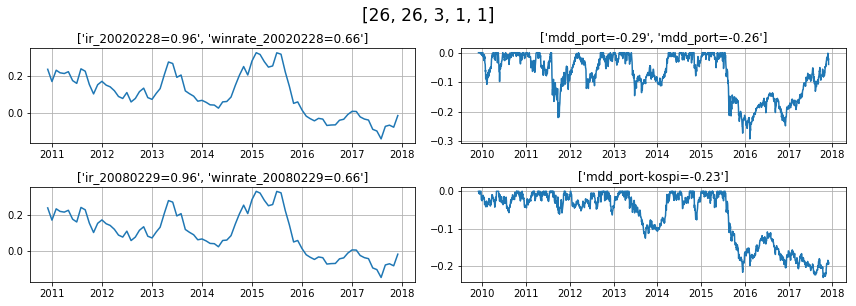 [26, 26, 3, 1, 1]
['ir_20020228=0.96', 'winrate_20020228=0.66']
0.2
0.0
2011 2012 2013 2014 2015 2016 2017 2018
['mdd_port=-0.29', 'mdd_port=-0.26']
0.0
−0.1
−0.2
−0.3
2010 2011 2012 2013 2014 2015 2016 2017 2018
['ir_20080229=0.96', 'winrate_20080229=0.66']
0.2
0.0
2011 2012 2013 2014 2015 2016 2017 2018
['mdd_port-kospi=-0.23']
0.0
−0.1
−0.2
2010 2011 2012 2013 2014 2015 2016 2017 2018